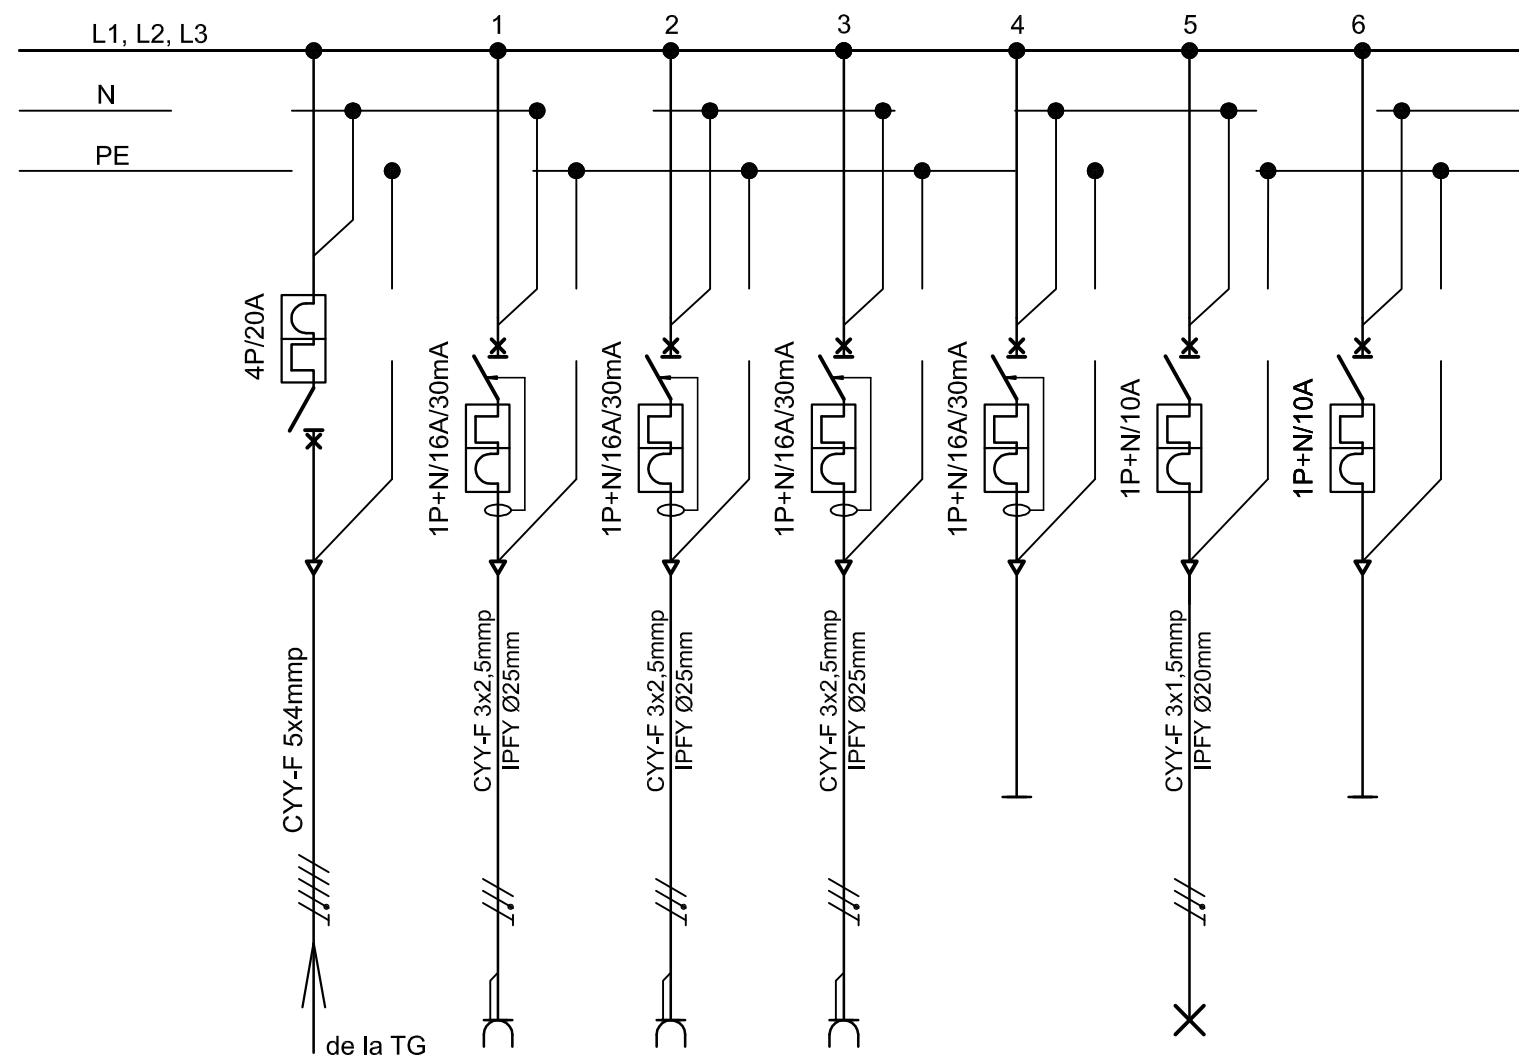 L1, L2, L3
1
2
3
4
5
6
N
PE
4P/20A
1P+N/16A/30mA
1P+N/16A/30mA
1P+N/16A/30mA
1P+N/16A/30mA
1P+N/10A
1P+N/10A
CYY-F 5x4mmp
CYY-F 3x2,5mmp
IPFY Ø25mm
CYY-F 3x2,5mmp
IPFY Ø25mm
CYY-F 3x2,5mmp
IPFY Ø25mm
CYY-F 3x1,5mmp
IPFY Ø20mm
de la TG